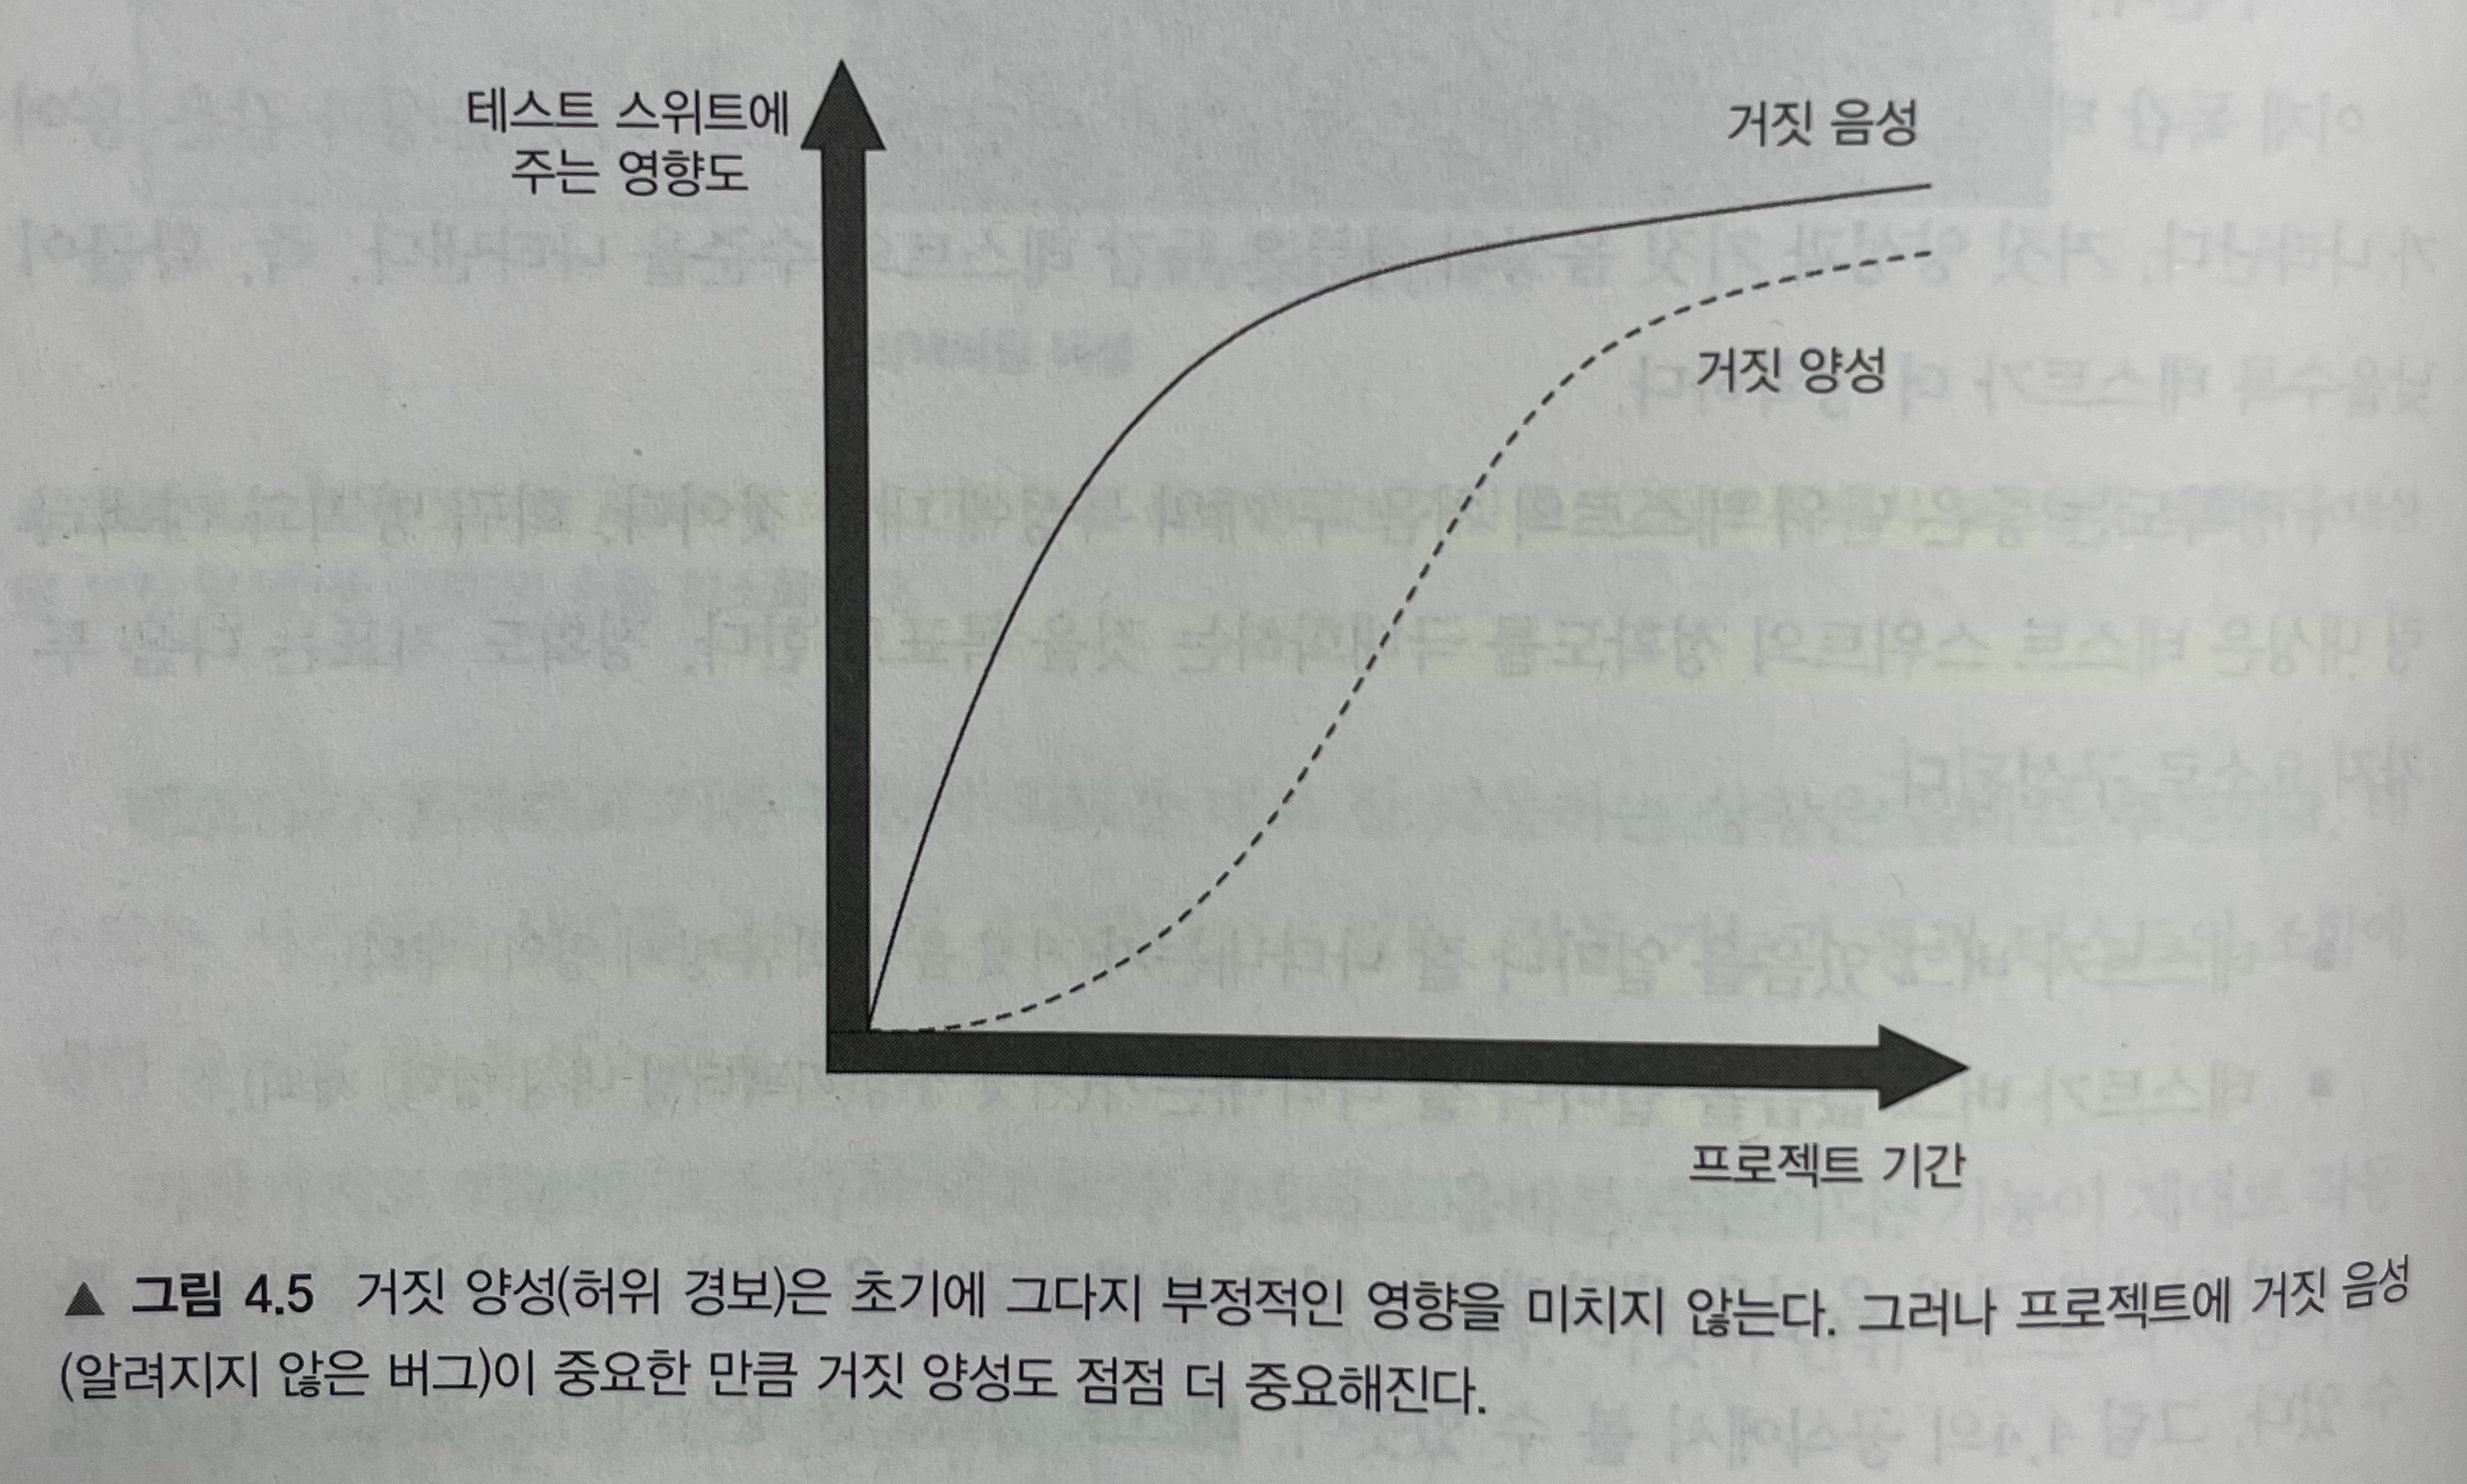 테스트 스위트에
주는 영향도
거짓 음성
거짓 양성
프로젝트 기간
▲ 그림 4.5 거짓 양성(허위 경보)은 초기에 그다지 부정적인 영향을 미치지 않는다. 그러나 프로젝트에 거짓 음성
(알려지지 않은 버그)이 중요한 만큼 거짓 양성도 점점 더 중요해진다.